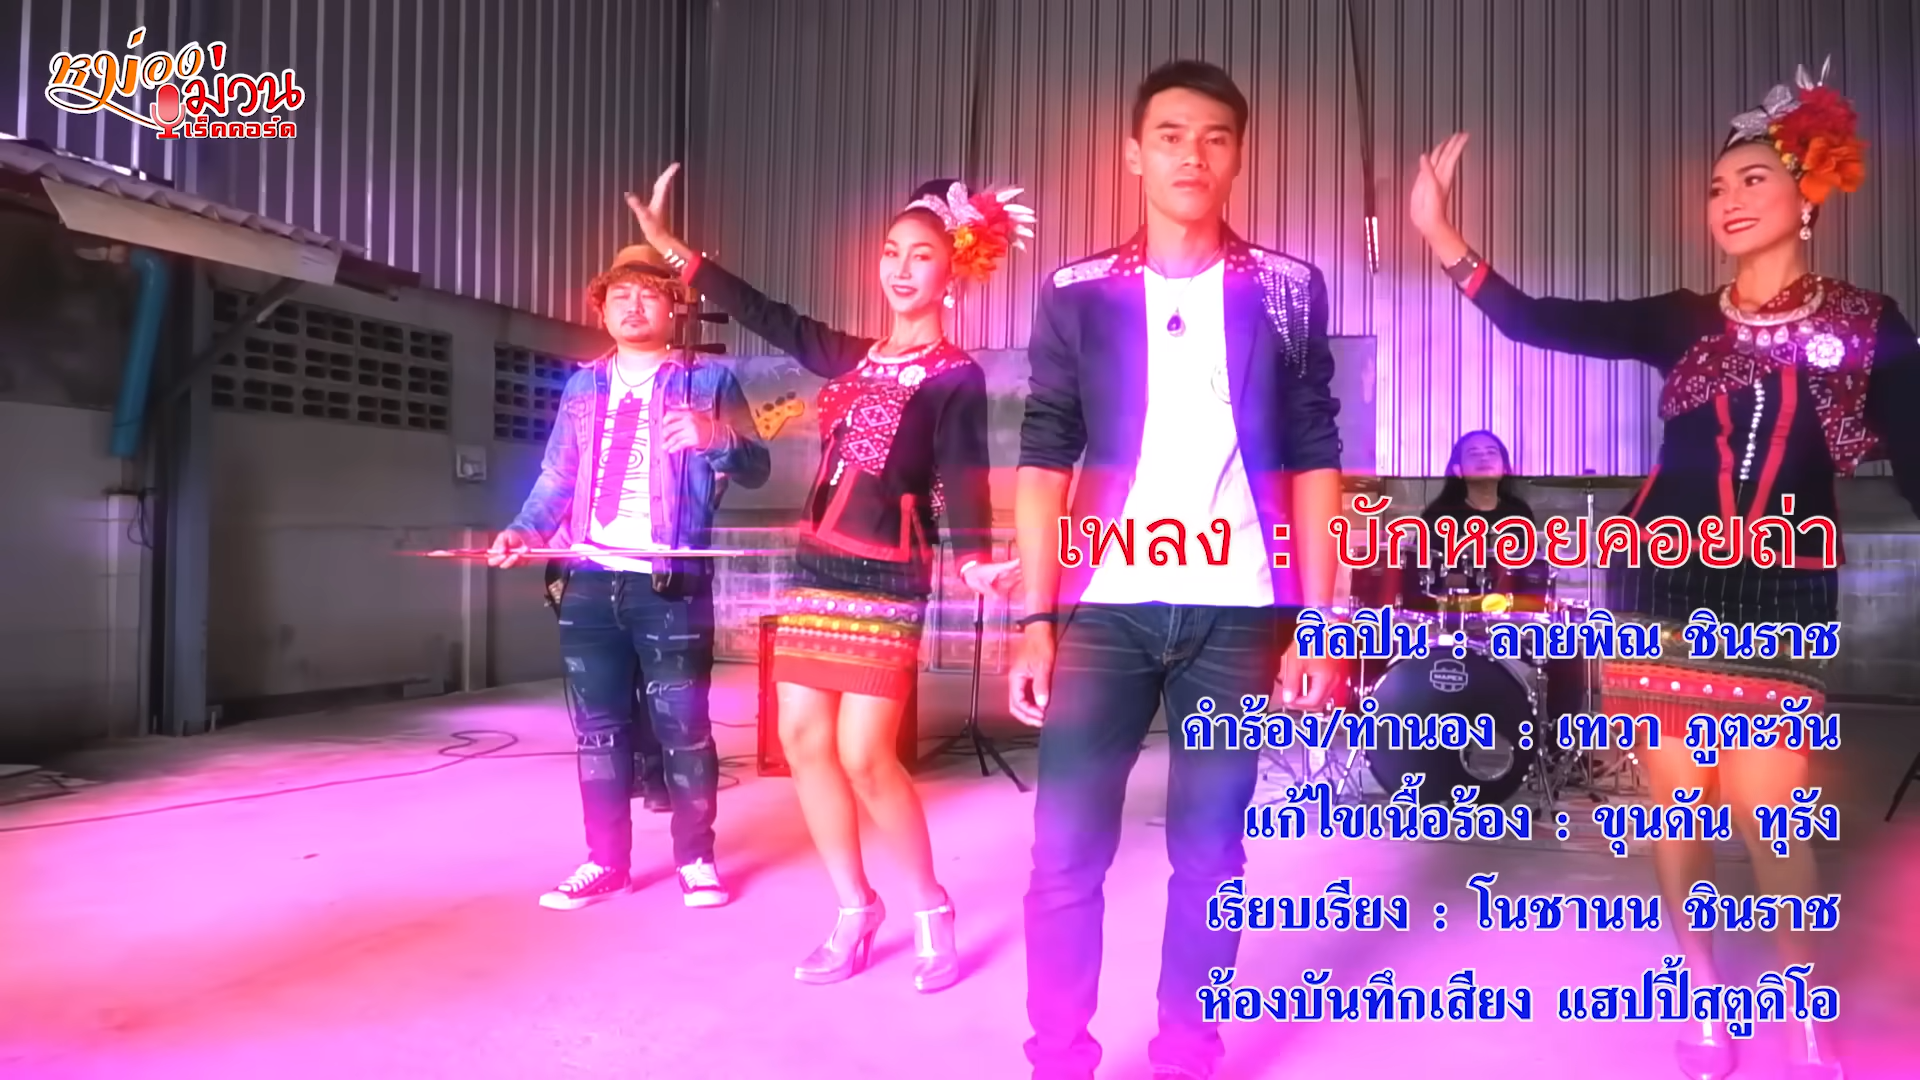 หม่องม่วน
เร็คคอร์ด
เพลง : บักหอยคอยถ่า
ศิลปิน : ลายพิณ ชินราช
คำร้อง/ทำนอง : เทวา ภูตะวัน
แก้ไขเนื้อร้อง : ขุนดัน ทุรัง
เรียบเรียง : โนชานน ชินราช
ห้องบันทึกเสียง แฮปปี้สตูดิโอ
MAPEX